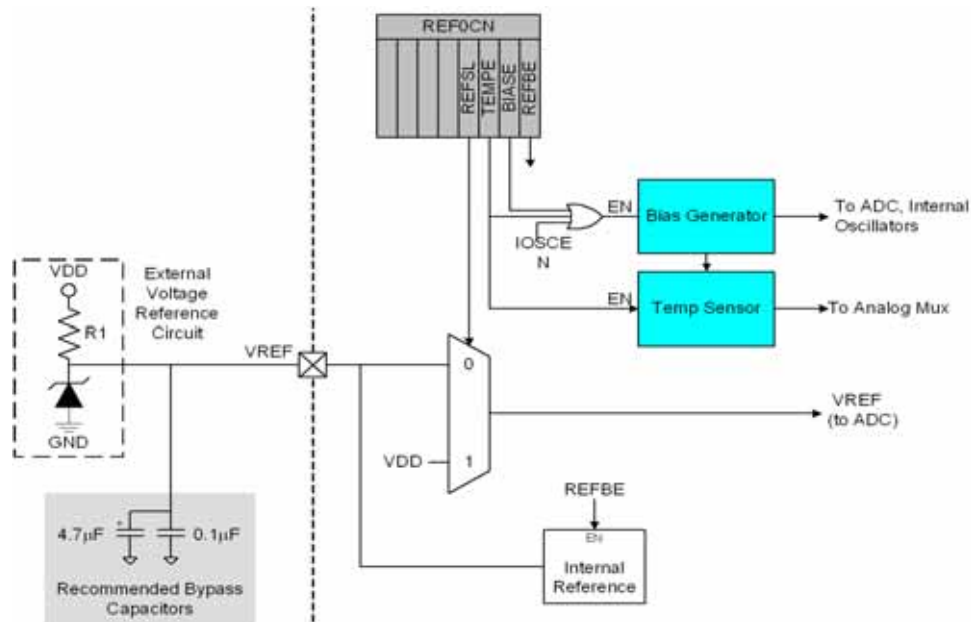 REF0CN
REFSL
TEMPE
BIASE
REFBE
EN
Bias Generator
To ADC, Internal
Oscillators
IOSCE
N
EN
Temp Sensor
To Analog Mux
VDD
R1
GND
External
Voltage
Reference
Circuit
VREF
0
1
VDD
VREF
(to ADC)
REFBE
EN
Internal
Reference
4.7µF
+
0.1µF
Recommended Bypass
Capacitors